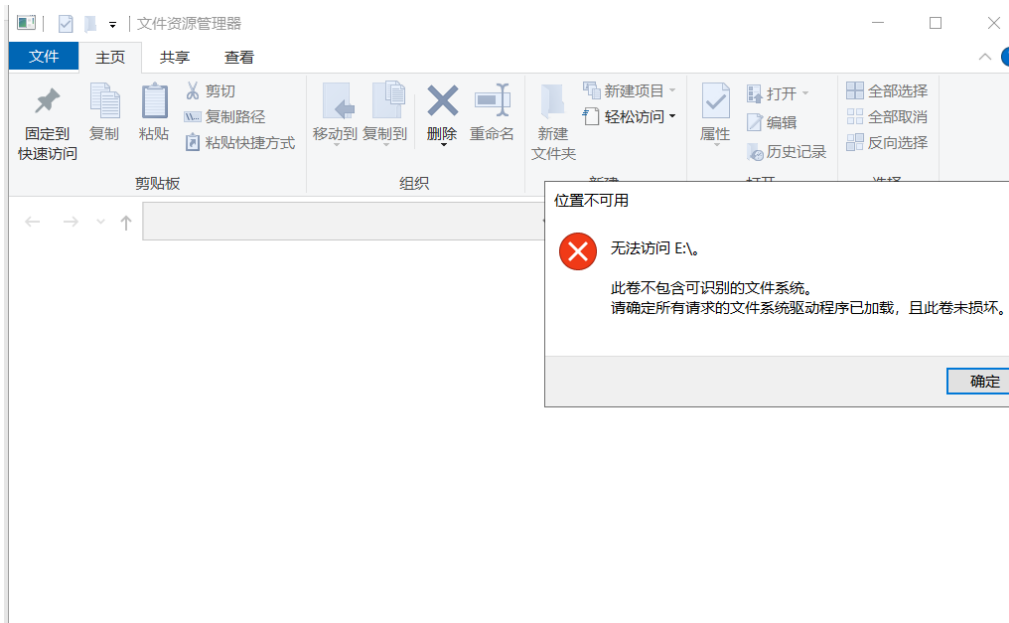 文件资源管理器
文件 主页 共享 查看
固定到
快速访问
复制
粘贴
剪切
复制路径
粘贴快捷方式
移动到 复制到 删除 重命名
新建
文件夹
新建项目
轻松访问
属性
打开
编辑
历史记录
全部选择
全部取消
反向选择
剪贴板 组织 新建 打开 选择
位置不可用
无法访问 E:\。
此卷不包含可识别的文件系统。
请确定所有请求的文件系统驱动程序已加载，且此卷未损坏。
确定